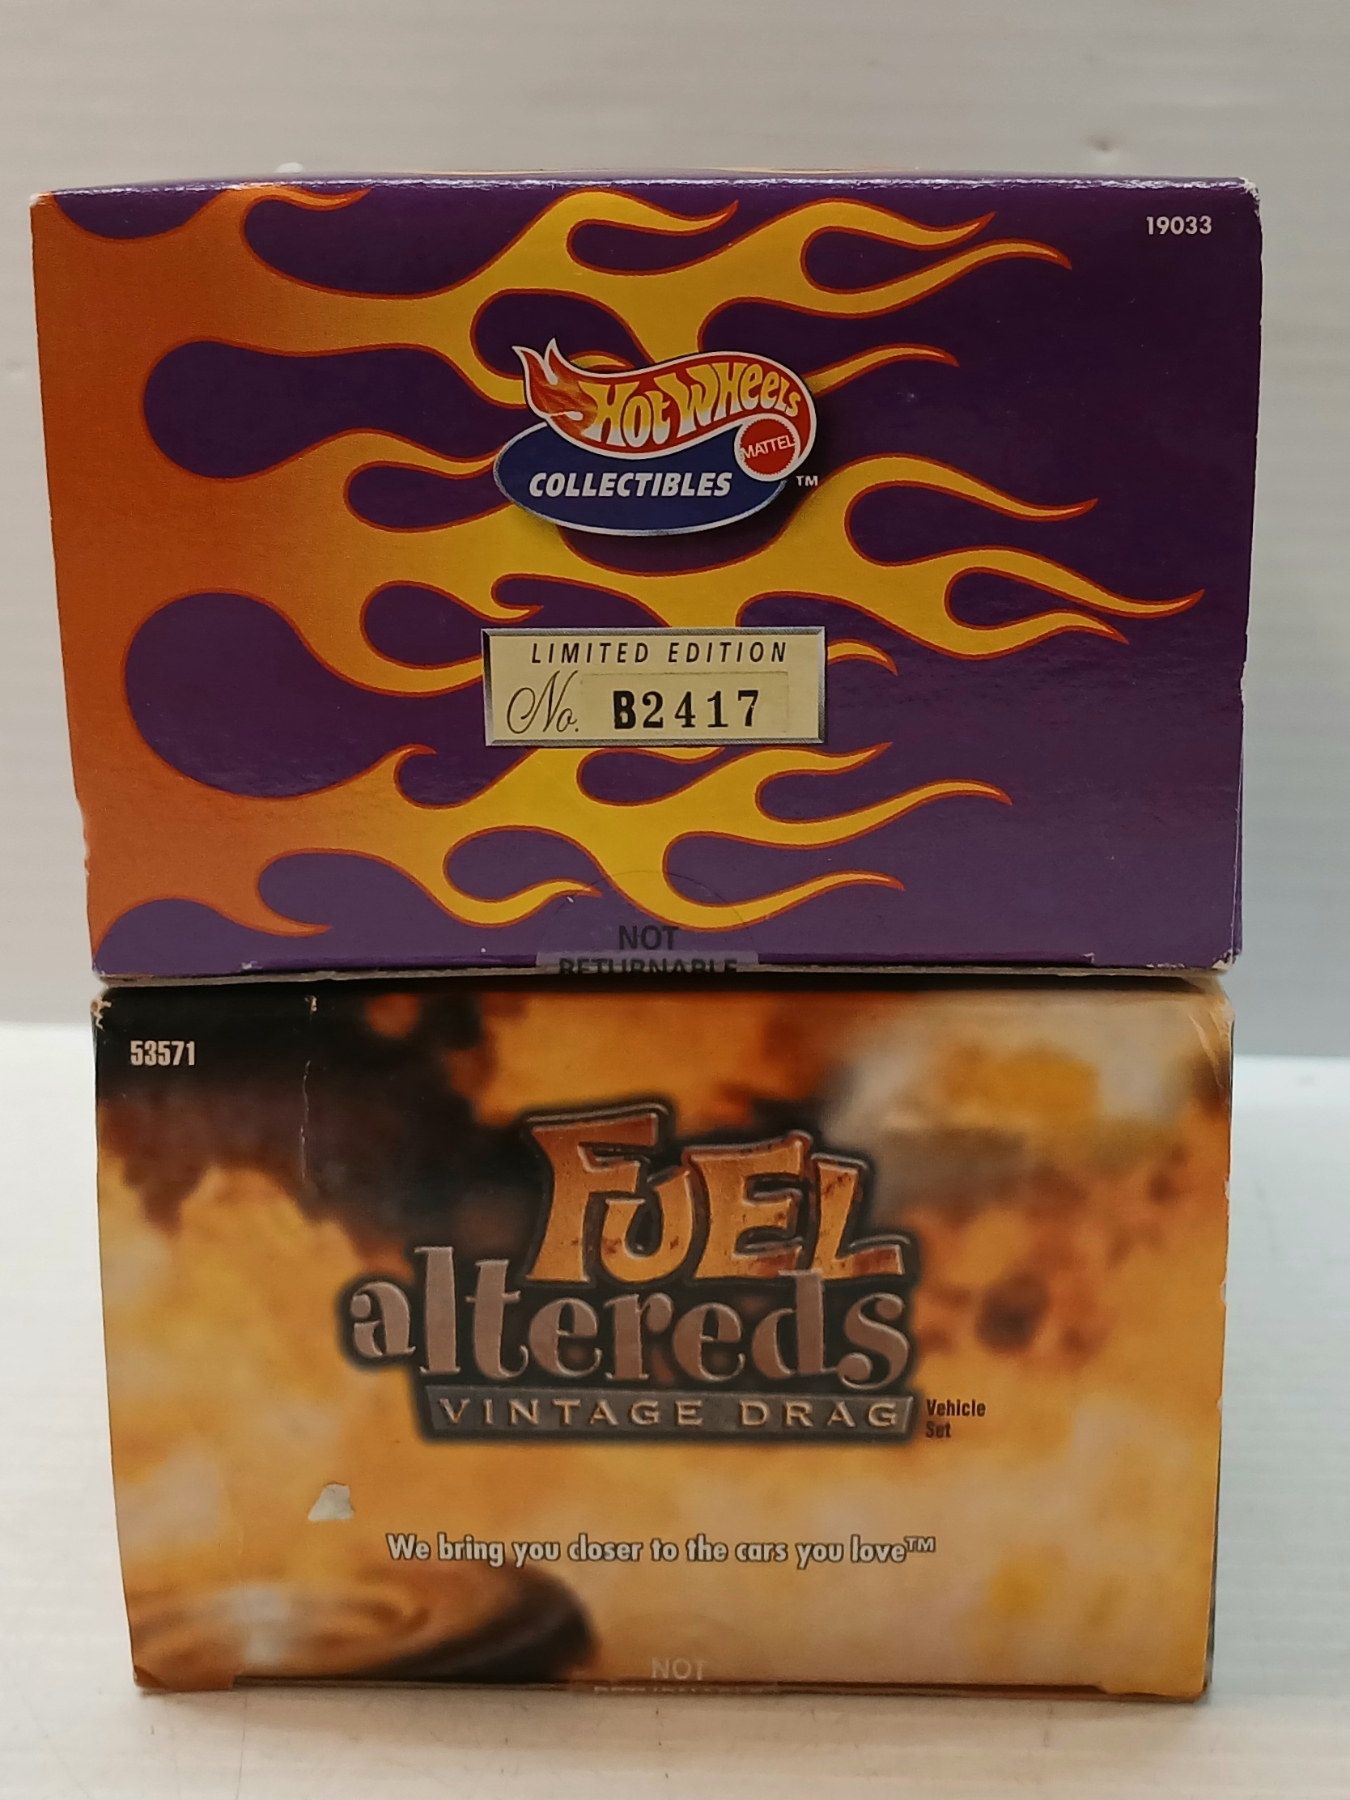 19033
HOT WHEELS
MATTEL
COLLECTIBLES ™
LIMITED EDITION
No. B2417
NOT
RETURNABLE
53571
FUEL
altereds
VINTAGE DRAG
Vehicle
Set
We bring you closer to the cars you love™
NOT